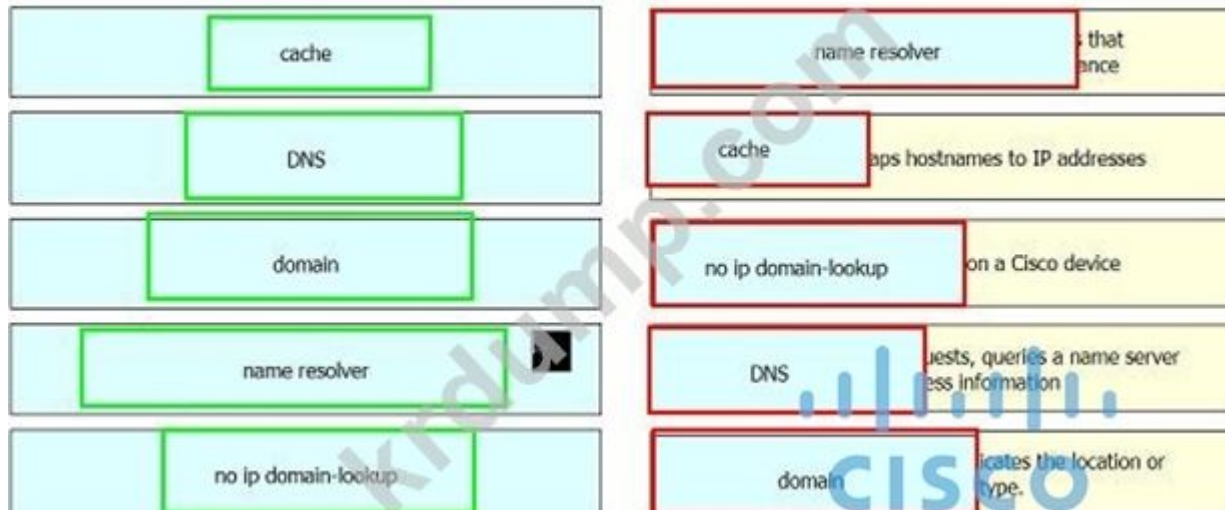 cache
DNS
domain
name resolver
no ip domain-lookup
name resolver
that
ance
cache
aps hostnames to IP addresses
no ip domain-lookup
on a Cisco device
DNS
uests, queries a name server
ess information
domain
icates the location or
type.
krdump.com
CISCO